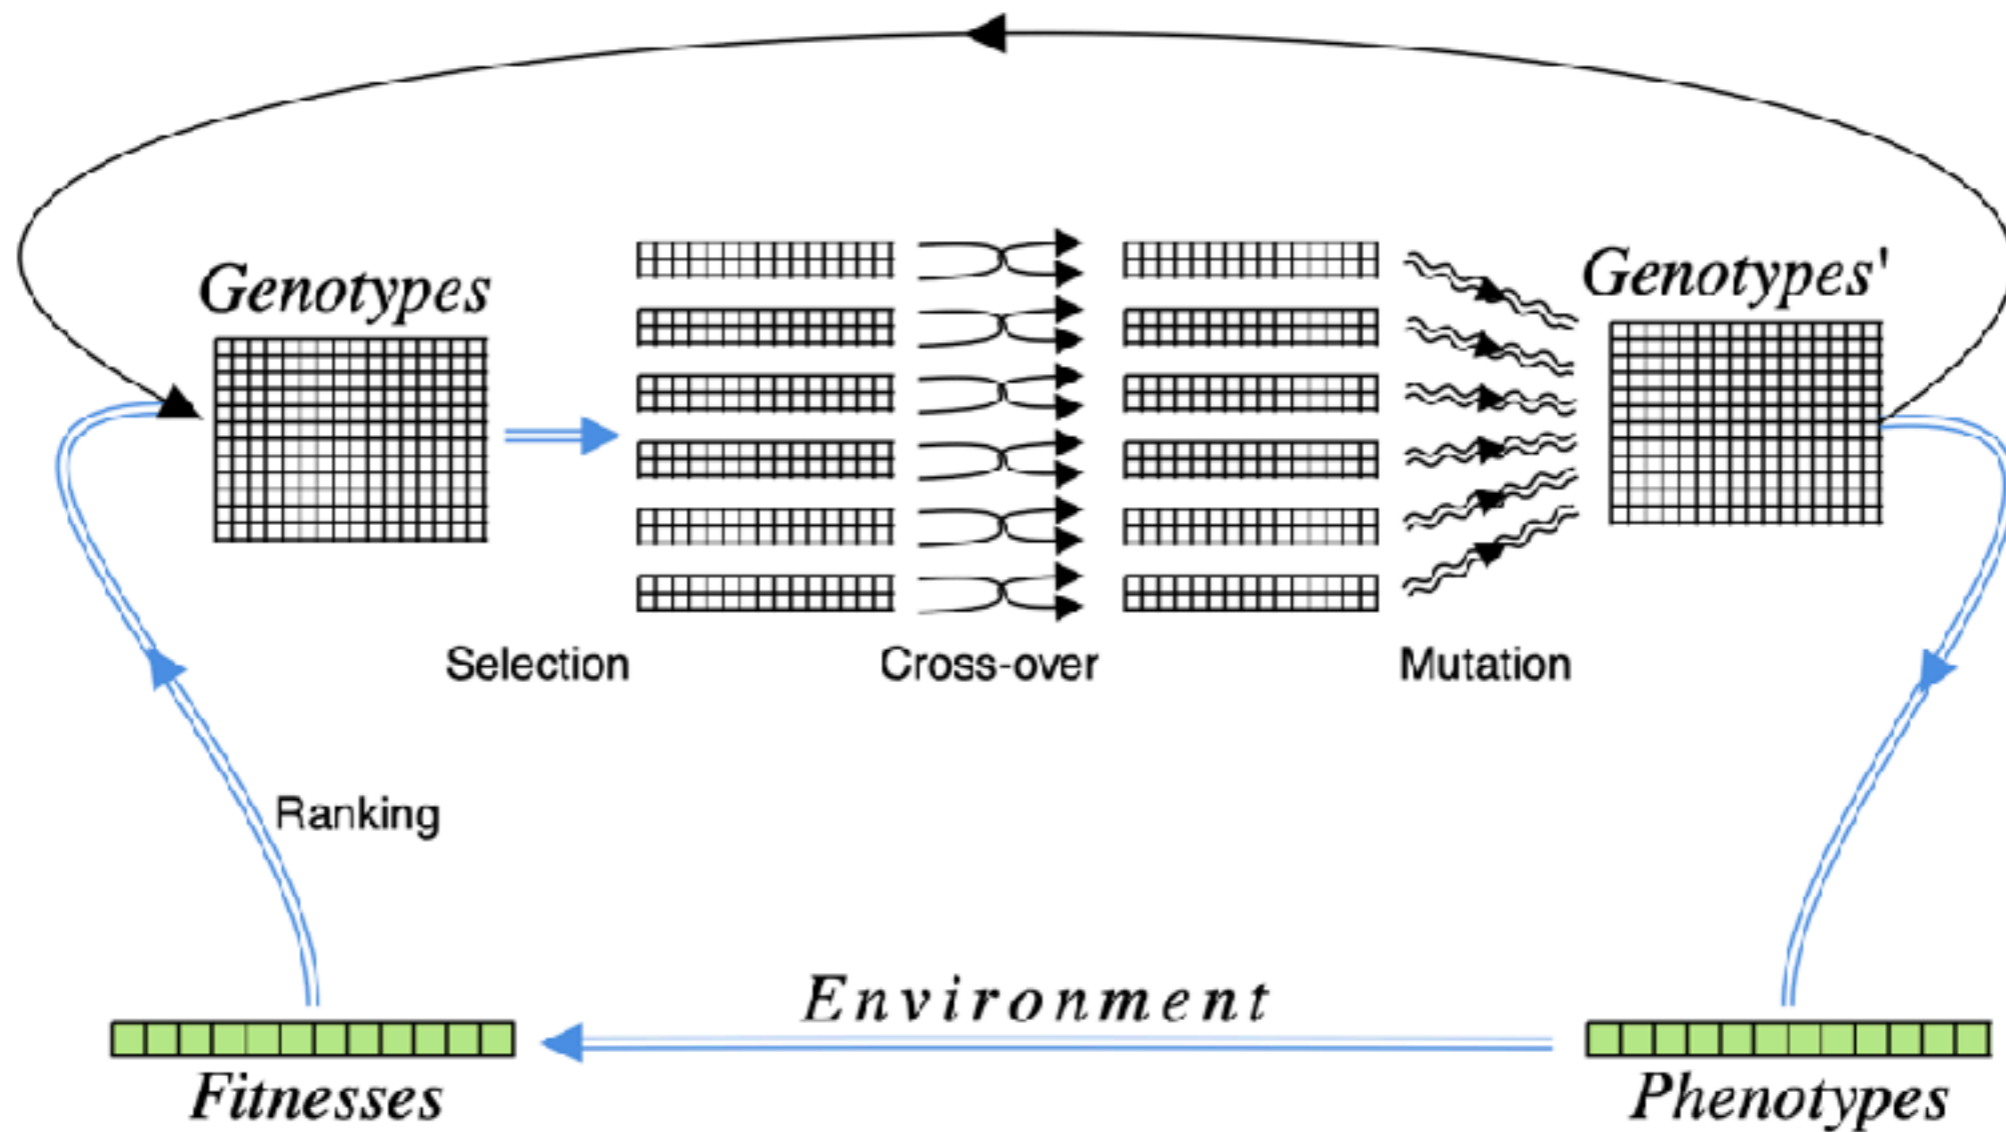 Genotypes
Genotypes'
Selection
Cross-over
Mutation
Ranking
Environment
Fitnesses
Phenotypes